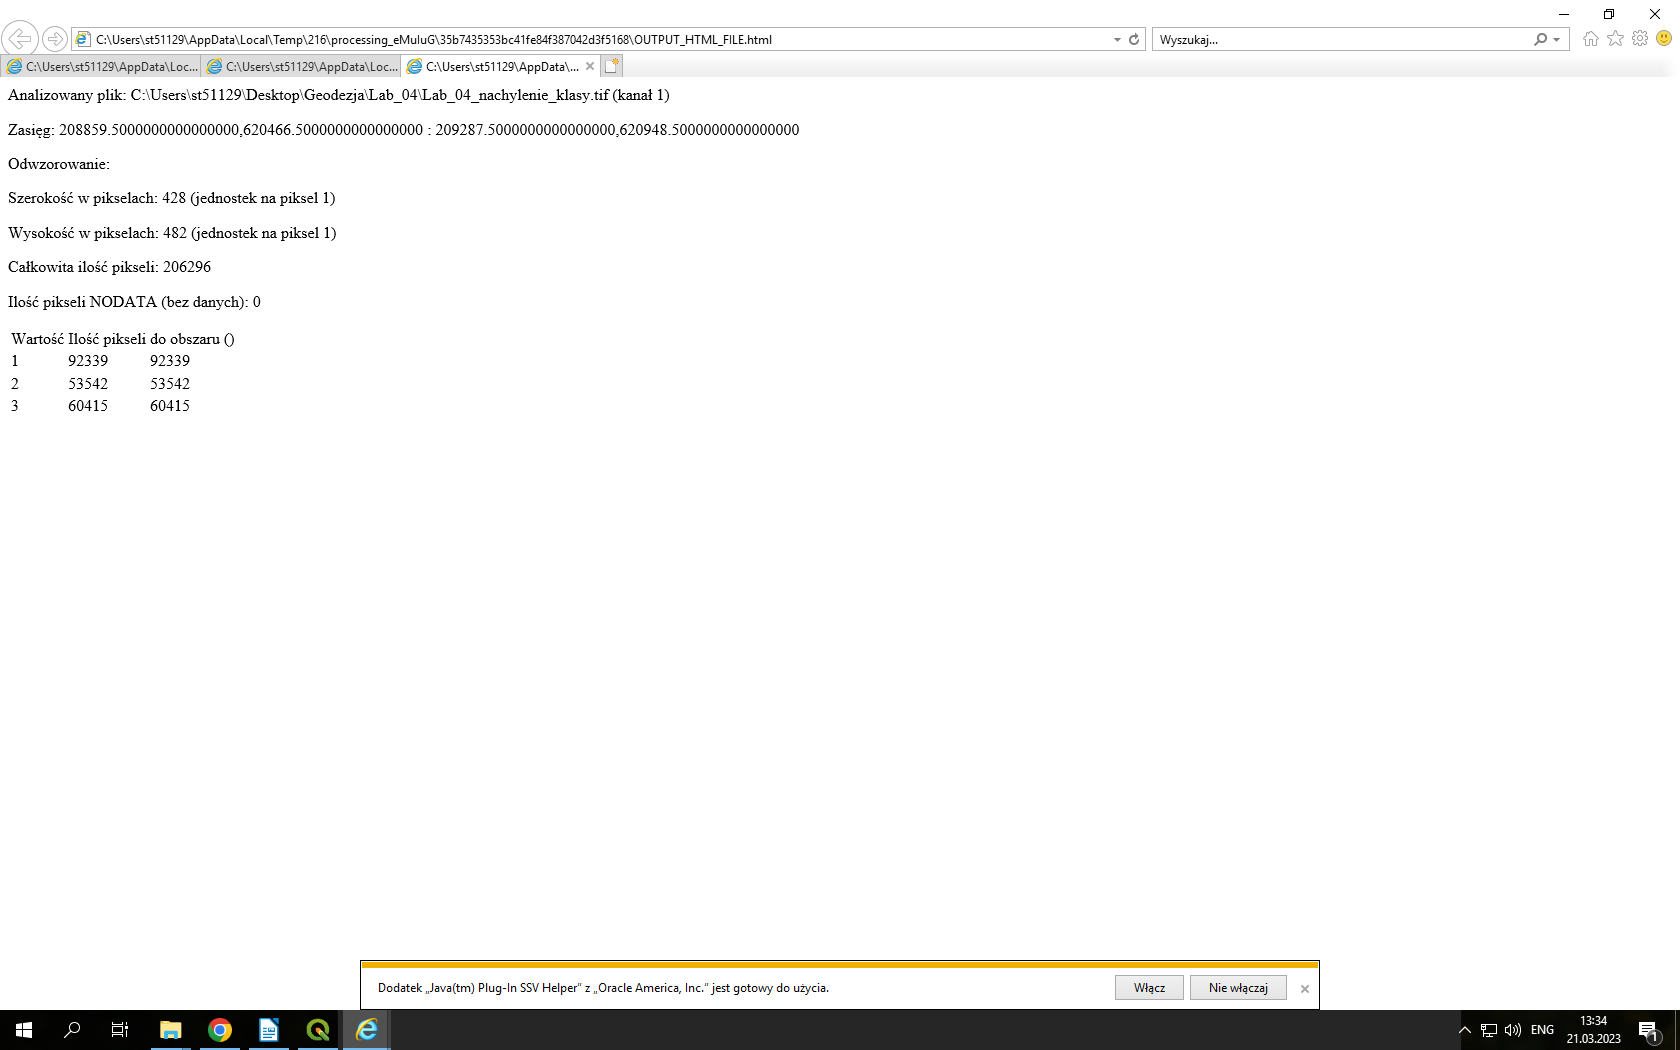 C:\Users\st51129\AppData\Local\Temp\216\processing_eMuluG\35b7435353bc41fe84f387042d3f5168\OUTPUT_HTML_FILE.html
Wyszukaj...
C:\Users\st51129\AppData\Loc...
C:\Users\st51129\AppData\Loc...
C:\Users\st51129\AppData\...
Analizowany plik: C:\Users\st51129\Desktop\Geodezja\Lab_04\Lab_04_nachylenie_klasy.tif (kanał 1)
Zasięg: 208859.5000000000000000,620466.5000000000000000 : 209287.5000000000000000,620948.5000000000000000
Odwzorowanie:
Szerokość w pikselach: 428 (jednostek na piksel 1)
Wysokość w pikselach: 482 (jednostek na piksel 1)
Całkowita ilość pikseli: 206296
Ilość pikseli NODATA (bez danych): 0
Wartość Ilość pikseli do obszaru ()
1 92339 92339
2 53542 53542
3 60415 60415
Dodatek „Java(tm) Plug-In SSV Helper" z „Oracle America, Inc." jest gotowy do użycia.
Włącz
Nie włączaj
ENG
13:34
21.03.2023
1